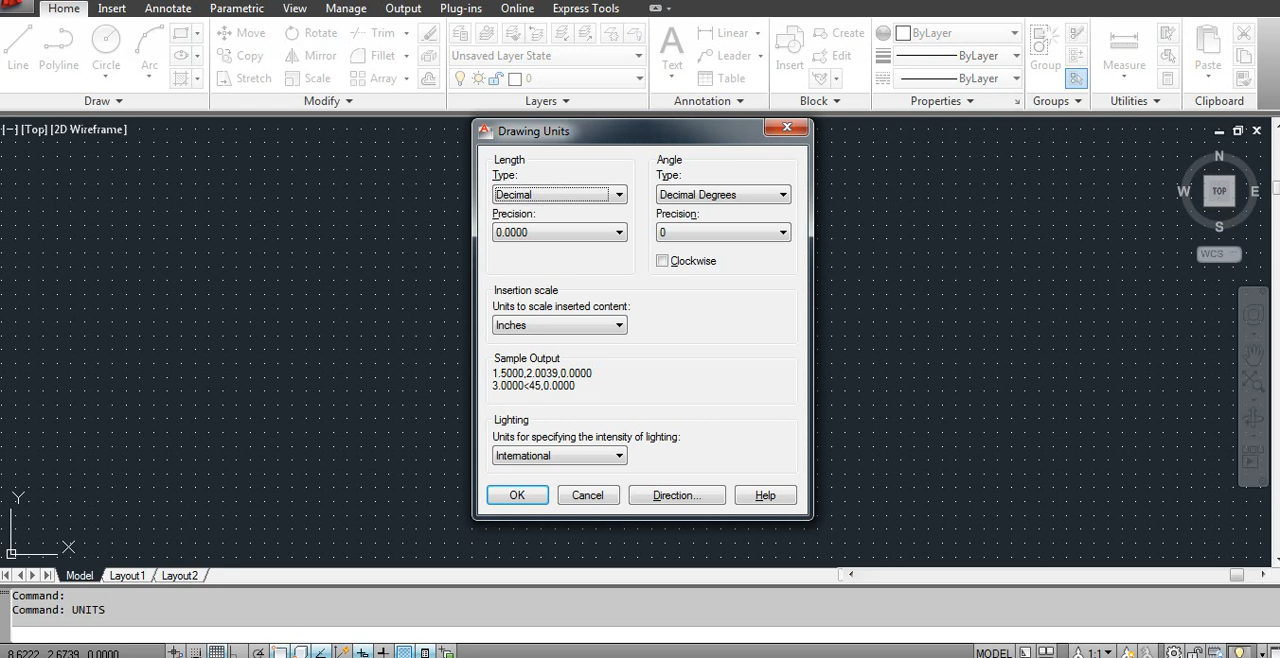 Home Insert Annotate Parametric View Manage Output Plug-ins Online Express Tools
Line Polyline Circle Arc
Move Rotate Trim
Copy Mirror Fillet
Stretch Scale Array
Unsaved Layer State
0
Text
Linear
Leader
Table
Insert
Create
Edit
ByLayer
ByLayer
ByLayer
Group
Measure
Paste
Draw Modify Layers Annotation Block Properties Groups Utilities Clipboard
[−] [Top] [2D Wireframe]
Drawing Units
Length
Type:
Decimal
Precision:
0.0000
Angle
Type:
Decimal Degrees
Precision:
0
Clockwise
Insertion scale
Units to scale inserted content:
Inches
Sample Output
1.5000,2.0039,0.0000
3.0000<45,0.0000
Lighting
Units for specifying the intensity of lighting:
International
OK Cancel Direction... Help
N
W TOP E
S
WCS
Y
X
Model Layout1 Layout2
Command:
Command: UNITS
8.6222, 2.6739, 0.0000
MODEL 1:1